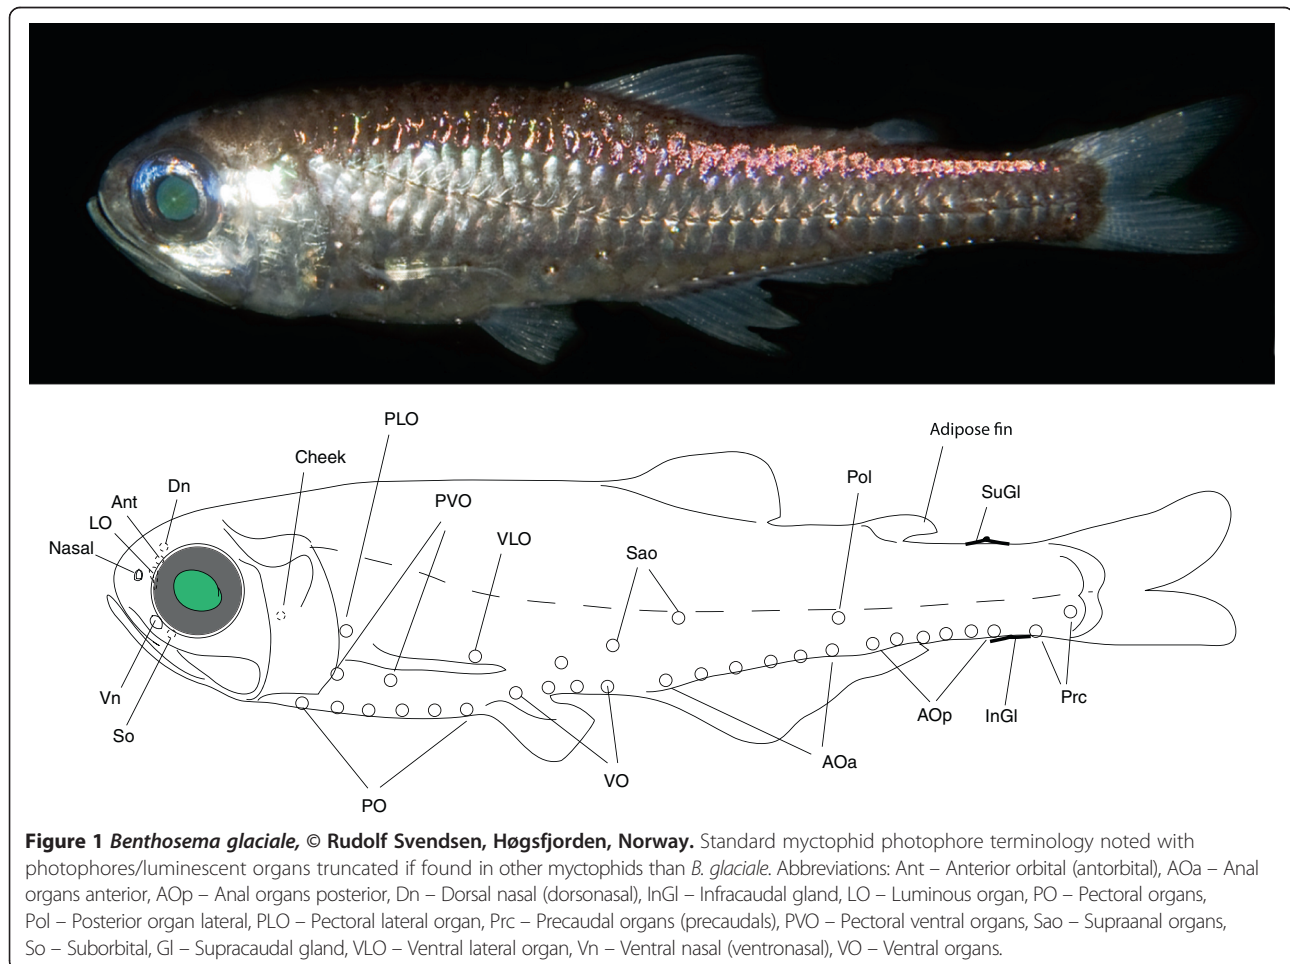 PLO
Adipose fin
Cheek
Pol
Dn
SuGl
Ant
PVO
LO
VLO
Nasal
Sao
Vn
Prc
AOp
InGl
So
AOa
VO
PO
Figure 1 Benthosema glaciale, © Rudolf Svendsen, Høgsfjorden, Norway. Standard myctophid photophore terminology noted with
photophores/luminescent organs truncated if found in other myctophids than B. glaciale. Abbreviations: Ant – Anterior orbital (antorbital), AOa – Anal
organs anterior, AOp – Anal organs posterior, Dn – Dorsal nasal (dorsonasal), InGl – Infracaudal gland, LO – Luminous organ, PO – Pectoral organs,
Pol – Posterior organ lateral, PLO – Pectoral lateral organ, Prc – Precaudal organs (precaudals), PVO – Pectoral ventral organs, Sao – Supraanal organs,
So – Suborbital, Gl – Supracaudal gland, VLO – Ventral lateral organ, Vn – Ventral nasal (ventronasal), VO – Ventral organs.